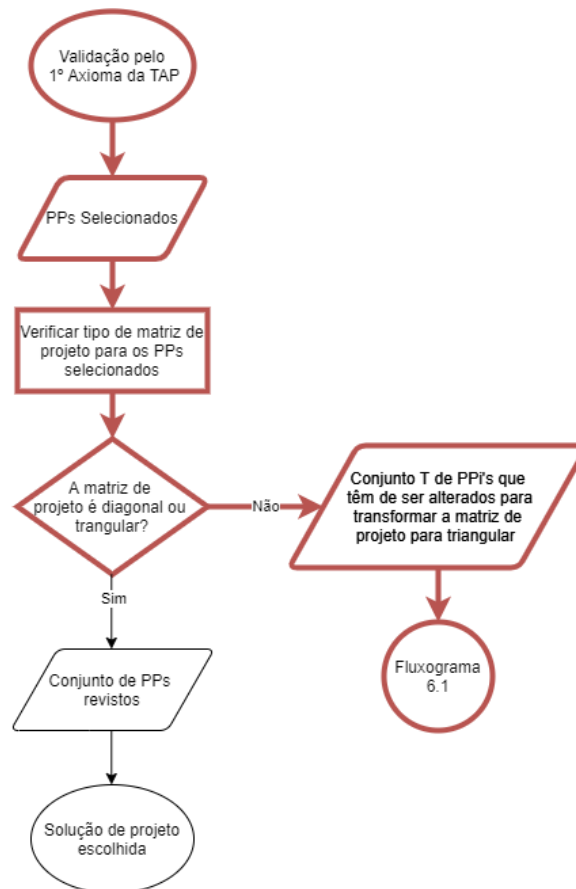 Validação pelo
1º Axioma da TAP
PPs Selecionados
Verificar tipo de matriz de
projeto para os PPs
selecionados
A matriz de
projeto é diagonal ou
trangular?
Não
Conjunto T de PPi's que
têm de ser alterados para
transformar a matriz de
projeto para triangular
Sim
Fluxograma
6.1
Conjunto de PPs
revistos
Solução de projeto
escolhida